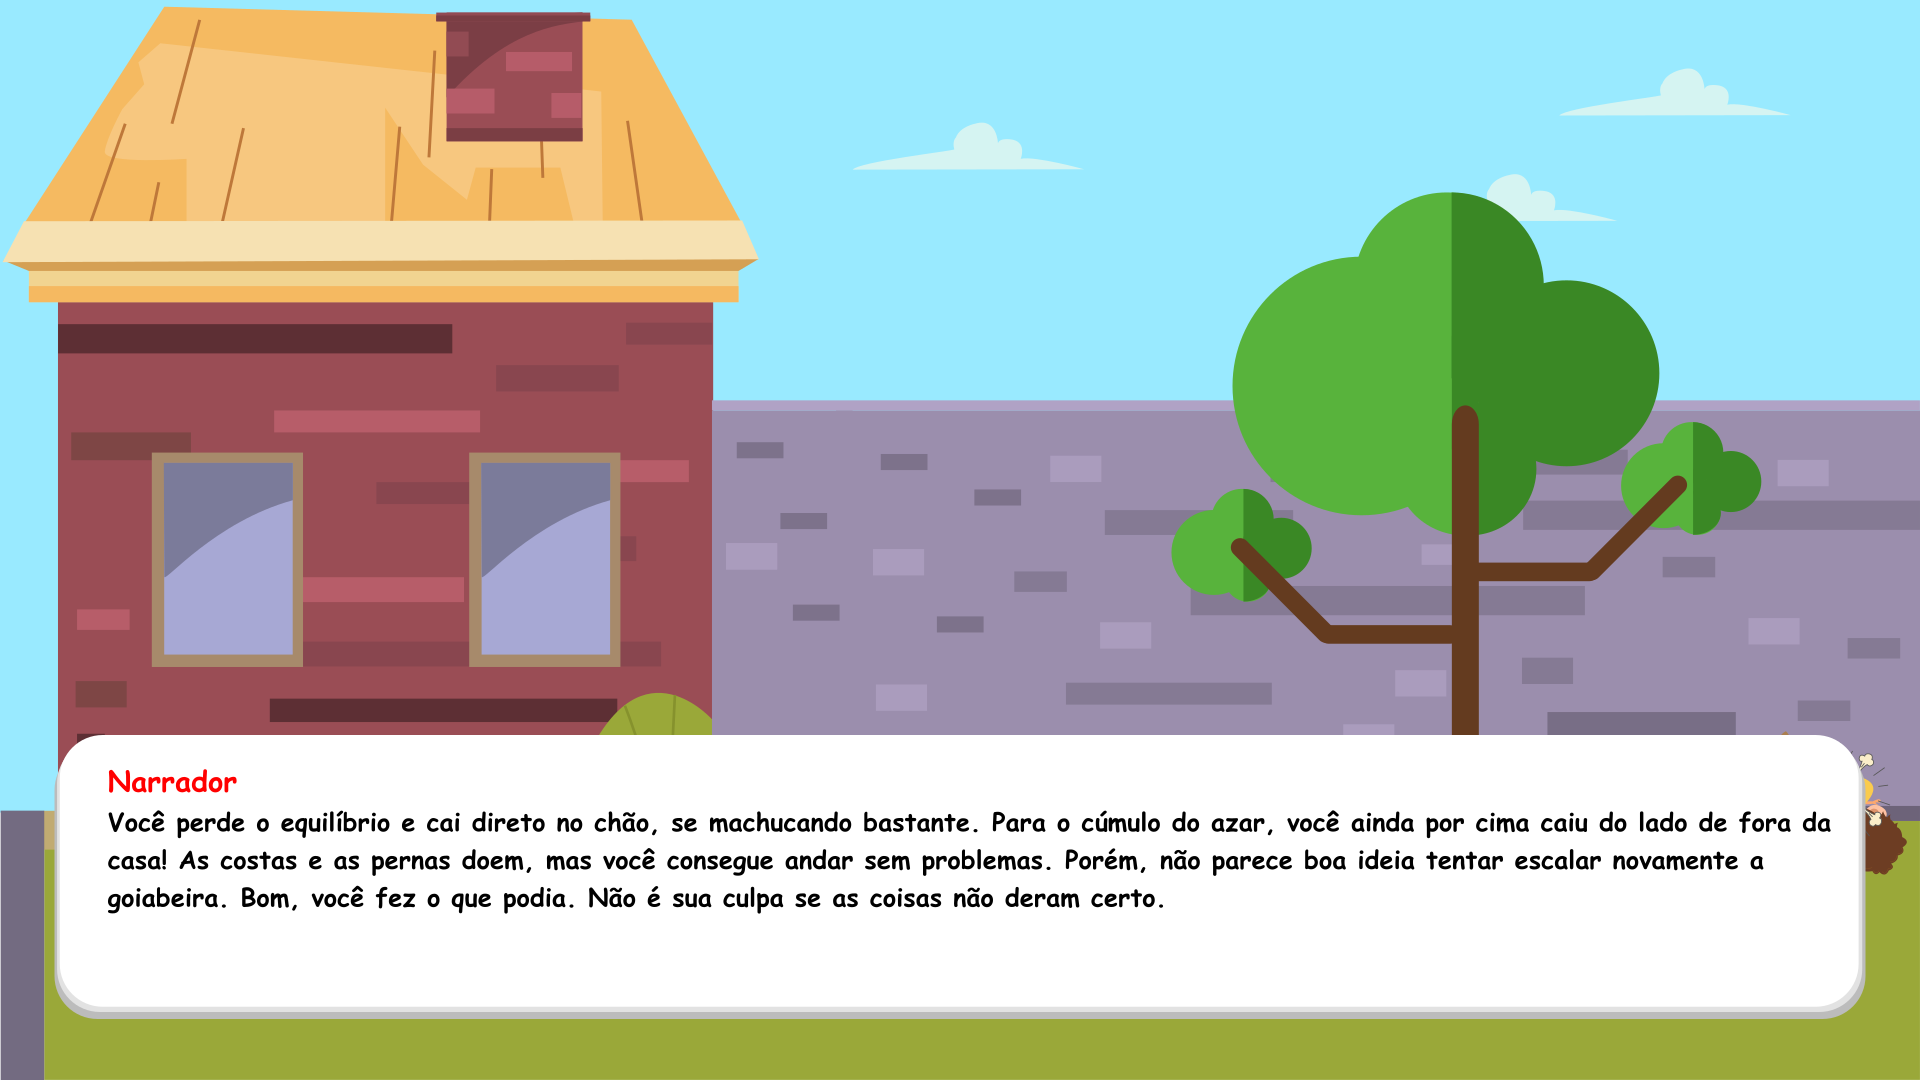 Narrador
Você perde o equilíbrio e cai direto no chão, se machucando bastante. Para o cúmulo do azar, você ainda por cima caiu do lado de fora da
casa! As costas e as pernas doem, mas você consegue andar sem problemas. Porém, não parece boa ideia tentar escalar novamente a
goiabeira. Bom, você fez o que podia. Não é sua culpa se as coisas não deram certo.